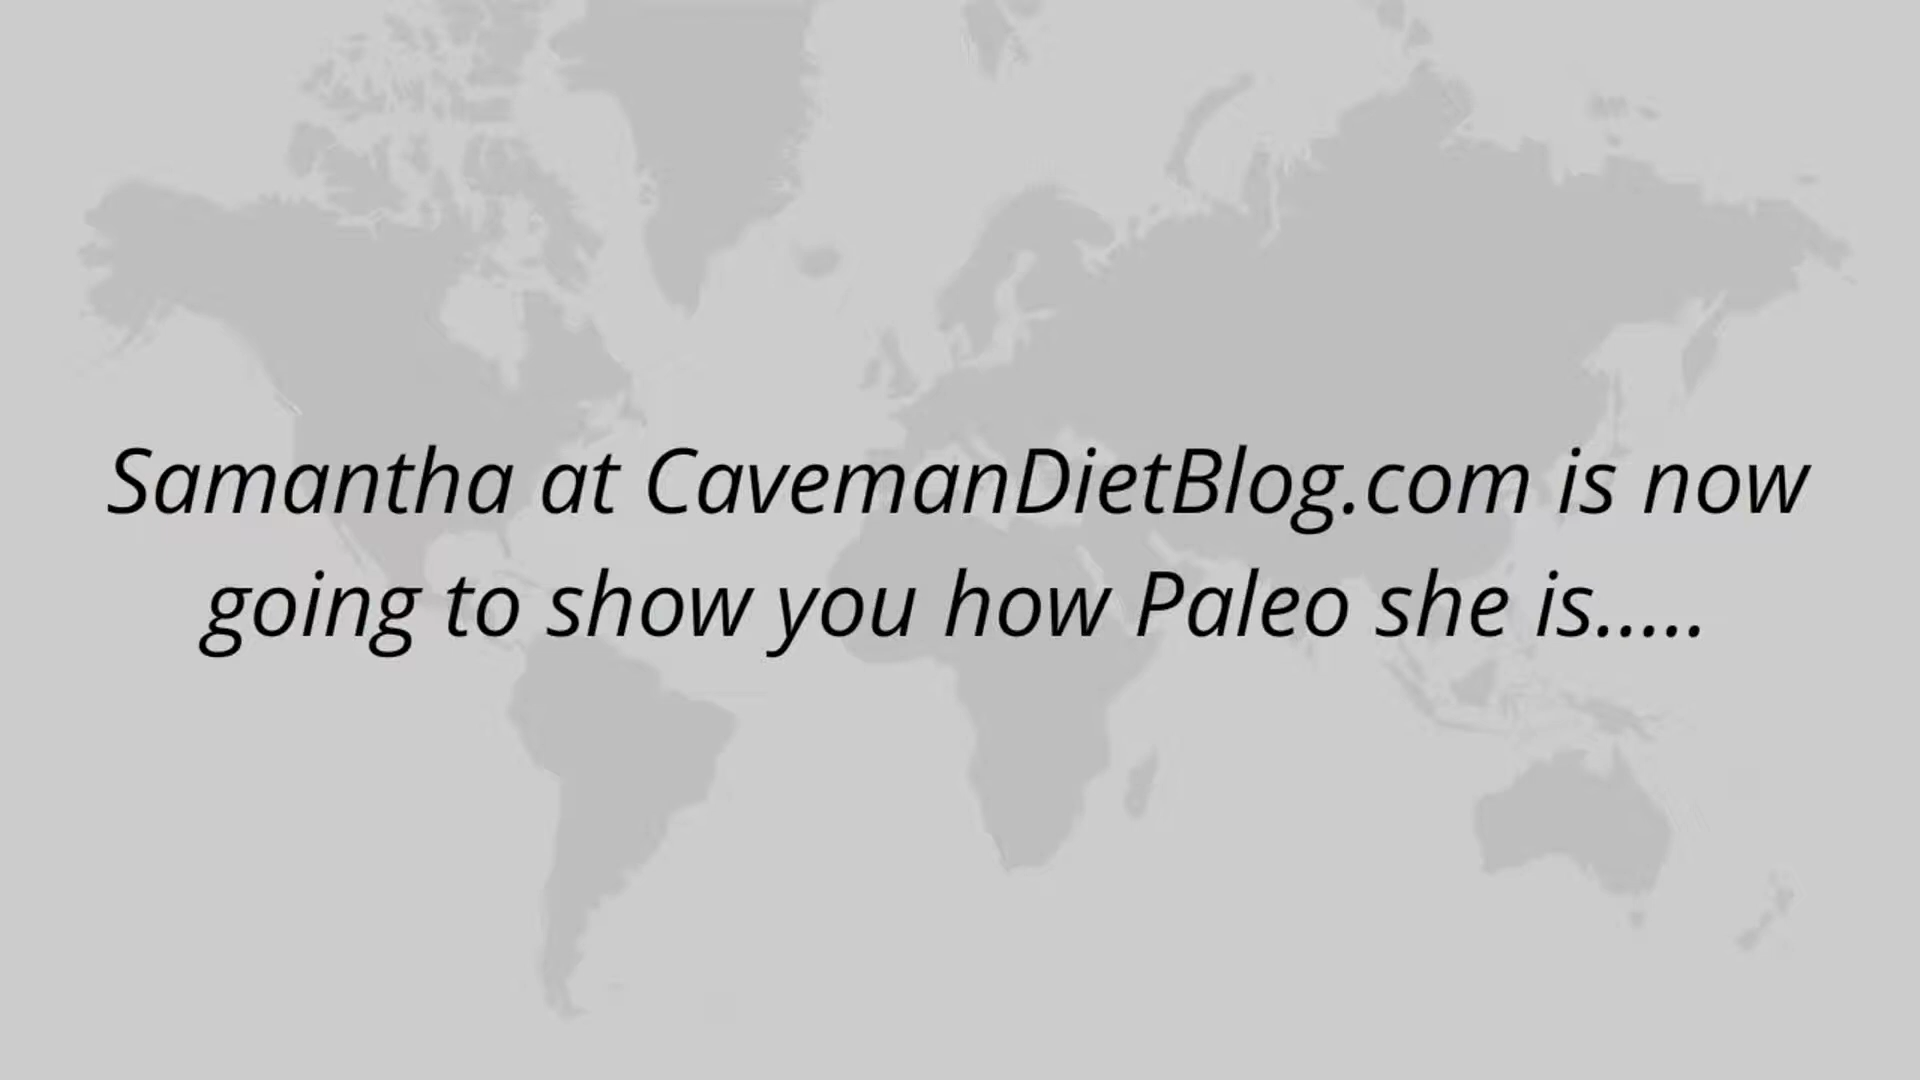 Samantha at CavemanDietBlog.com is now
going to show you how Paleo she is.....